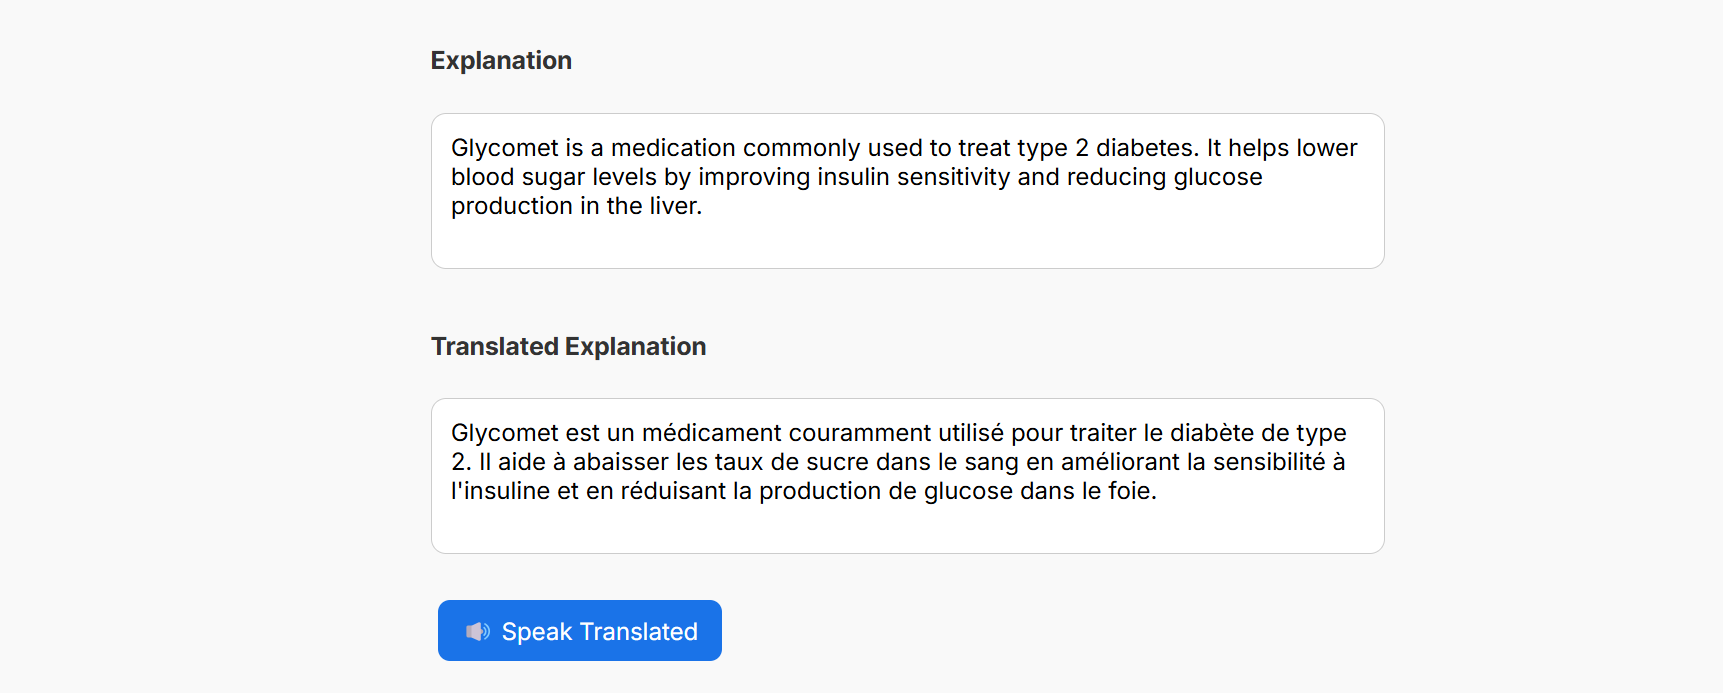 Explanation
Glycomet is a medication commonly used to treat type 2 diabetes. It helps lower
blood sugar levels by improving insulin sensitivity and reducing glucose
production in the liver.
Translated Explanation
Glycomet est un médicament couramment utilisé pour traiter le diabète de type
2. Il aide à abaisser les taux de sucre dans le sang en améliorant la sensibilité à
l'insuline et en réduisant la production de glucose dans le foie.
Speak Translated